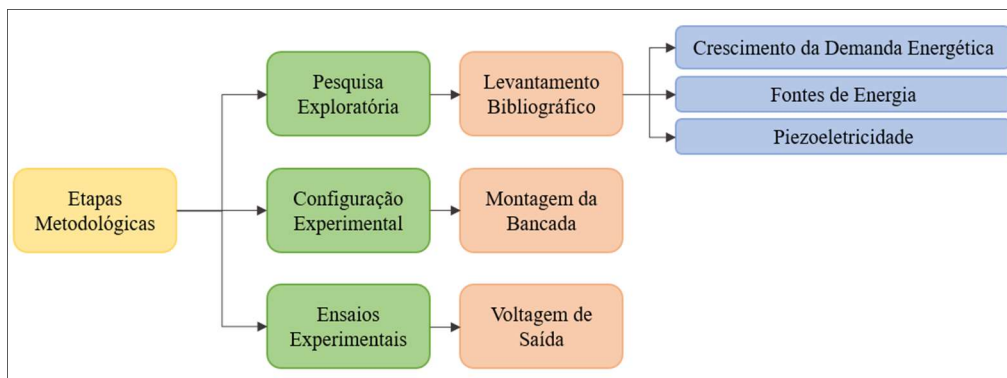 Etapas
Metodológicas
Pesquisa
Exploratória
Levantamento
Bibliográfico
Crescimento da Demanda Energética
Fontes de Energia
Piezoeletricidade
Configuração
Experimental
Montagem da
Bancada
Ensaios
Experimentais
Voltagem de
Saída